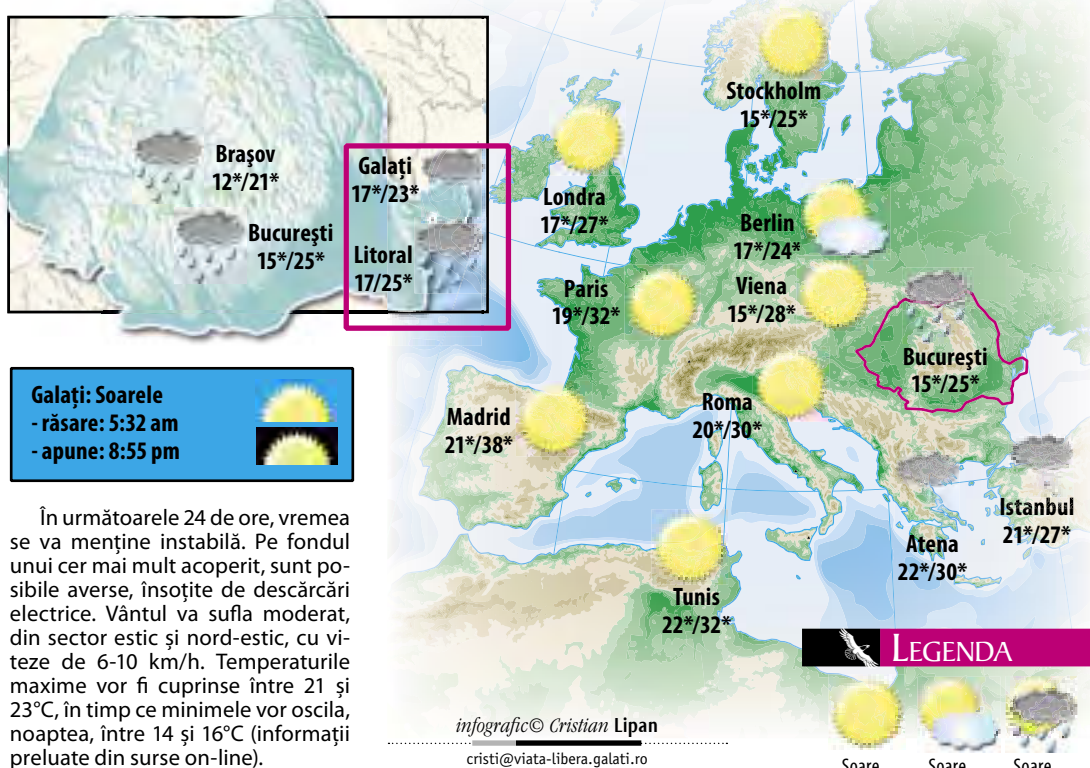 Brașov
12*/21*
București
15*/25*
Galați
17*/23*
Litoral
17/25*
Stockholm
15*/25*
Londra
17*/27*
Berlin
17*/24*
Paris
19*/32*
Viena
15*/28*
București
15*/25*
Madrid
21*/38*
Roma
20*/30*
Istanbul
21*/27*
Atena
22*/30*
Tunis
22*/32*
Galați: Soarele
- răsare: 5:32 am
- apune: 8:55 pm
În următoarele 24 de ore, vremea
se va menține instabilă. Pe fondul
unui cer mai mult acoperit, sunt po-
sibile averse, însoțite de descărcări
electrice. Vântul va sufla moderat,
din sector estic și nord-estic, cu vi-
teze de 6-10 km/h. Temperaturile
maxime vor fi cuprinse între 21 și
23°C, în timp ce minimele vor oscila,
noaptea, între 14 și 16°C (informații
preluate din surse on-line).
infografic© Cristian Lipan
cristi@viata-libera.galati.ro
LEGENDA
Soare Soare Soare